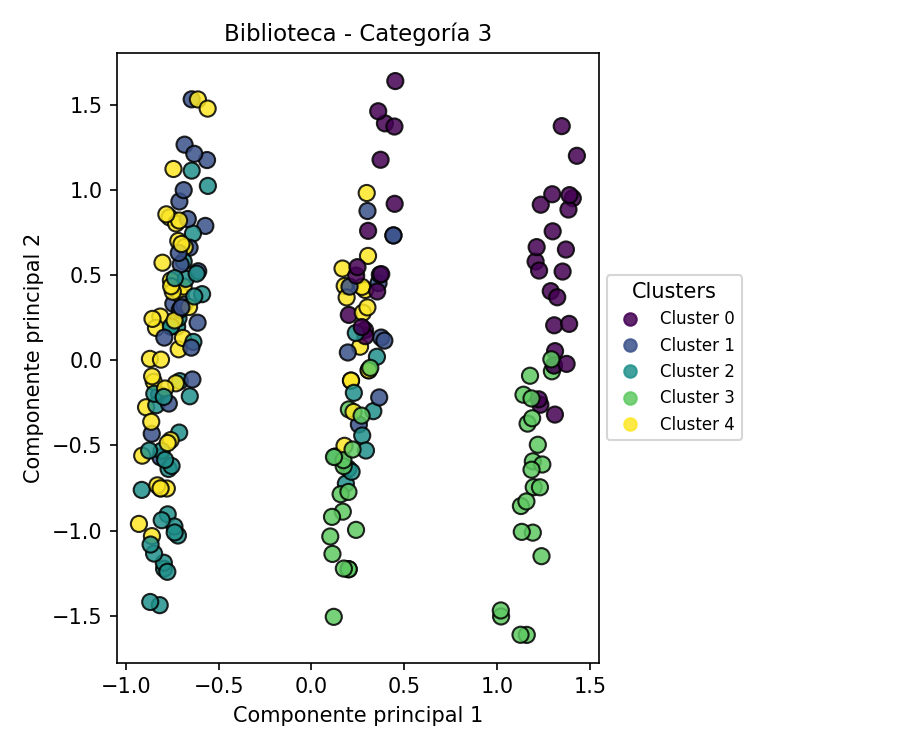 Biblioteca - Categoría 3
Componente principal 2
1.5
1.0
0.5
0.0
−0.5
−1.0
−1.5
−1.0
−0.5
0.0
0.5
1.0
1.5
Componente principal 1
Clusters
Cluster 0
Cluster 1
Cluster 2
Cluster 3
Cluster 4